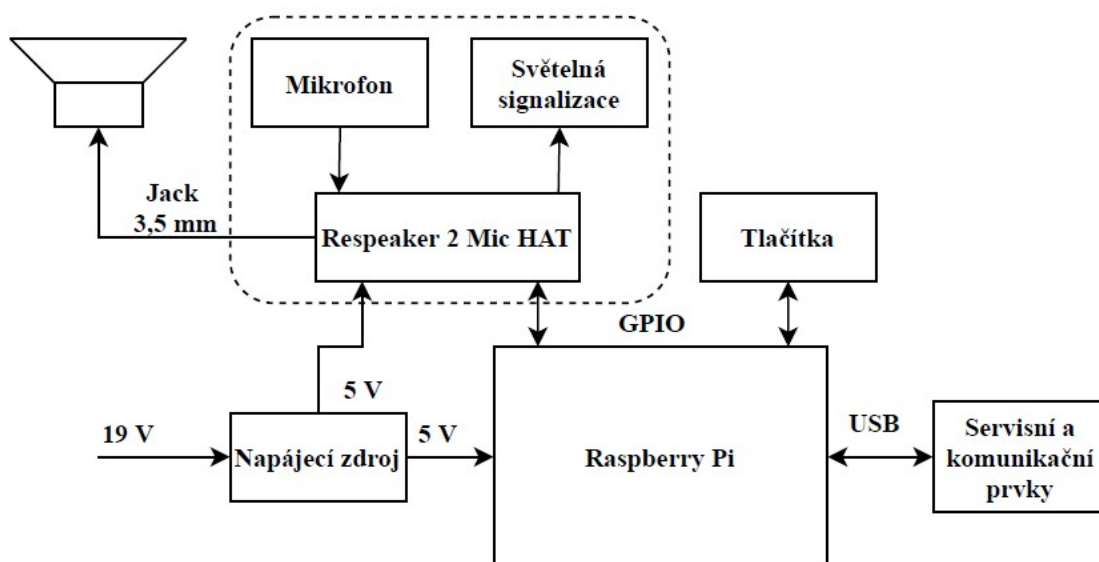 Mikrofon
Světelná
signalizace
Jack
3,5 mm
Respeaker 2 Mic HAT
Tlačítka
GPIO
5 V
19 V
Napájecí zdroj
5 V
Raspberry Pi
USB
Servisní a
komunikační
prvky